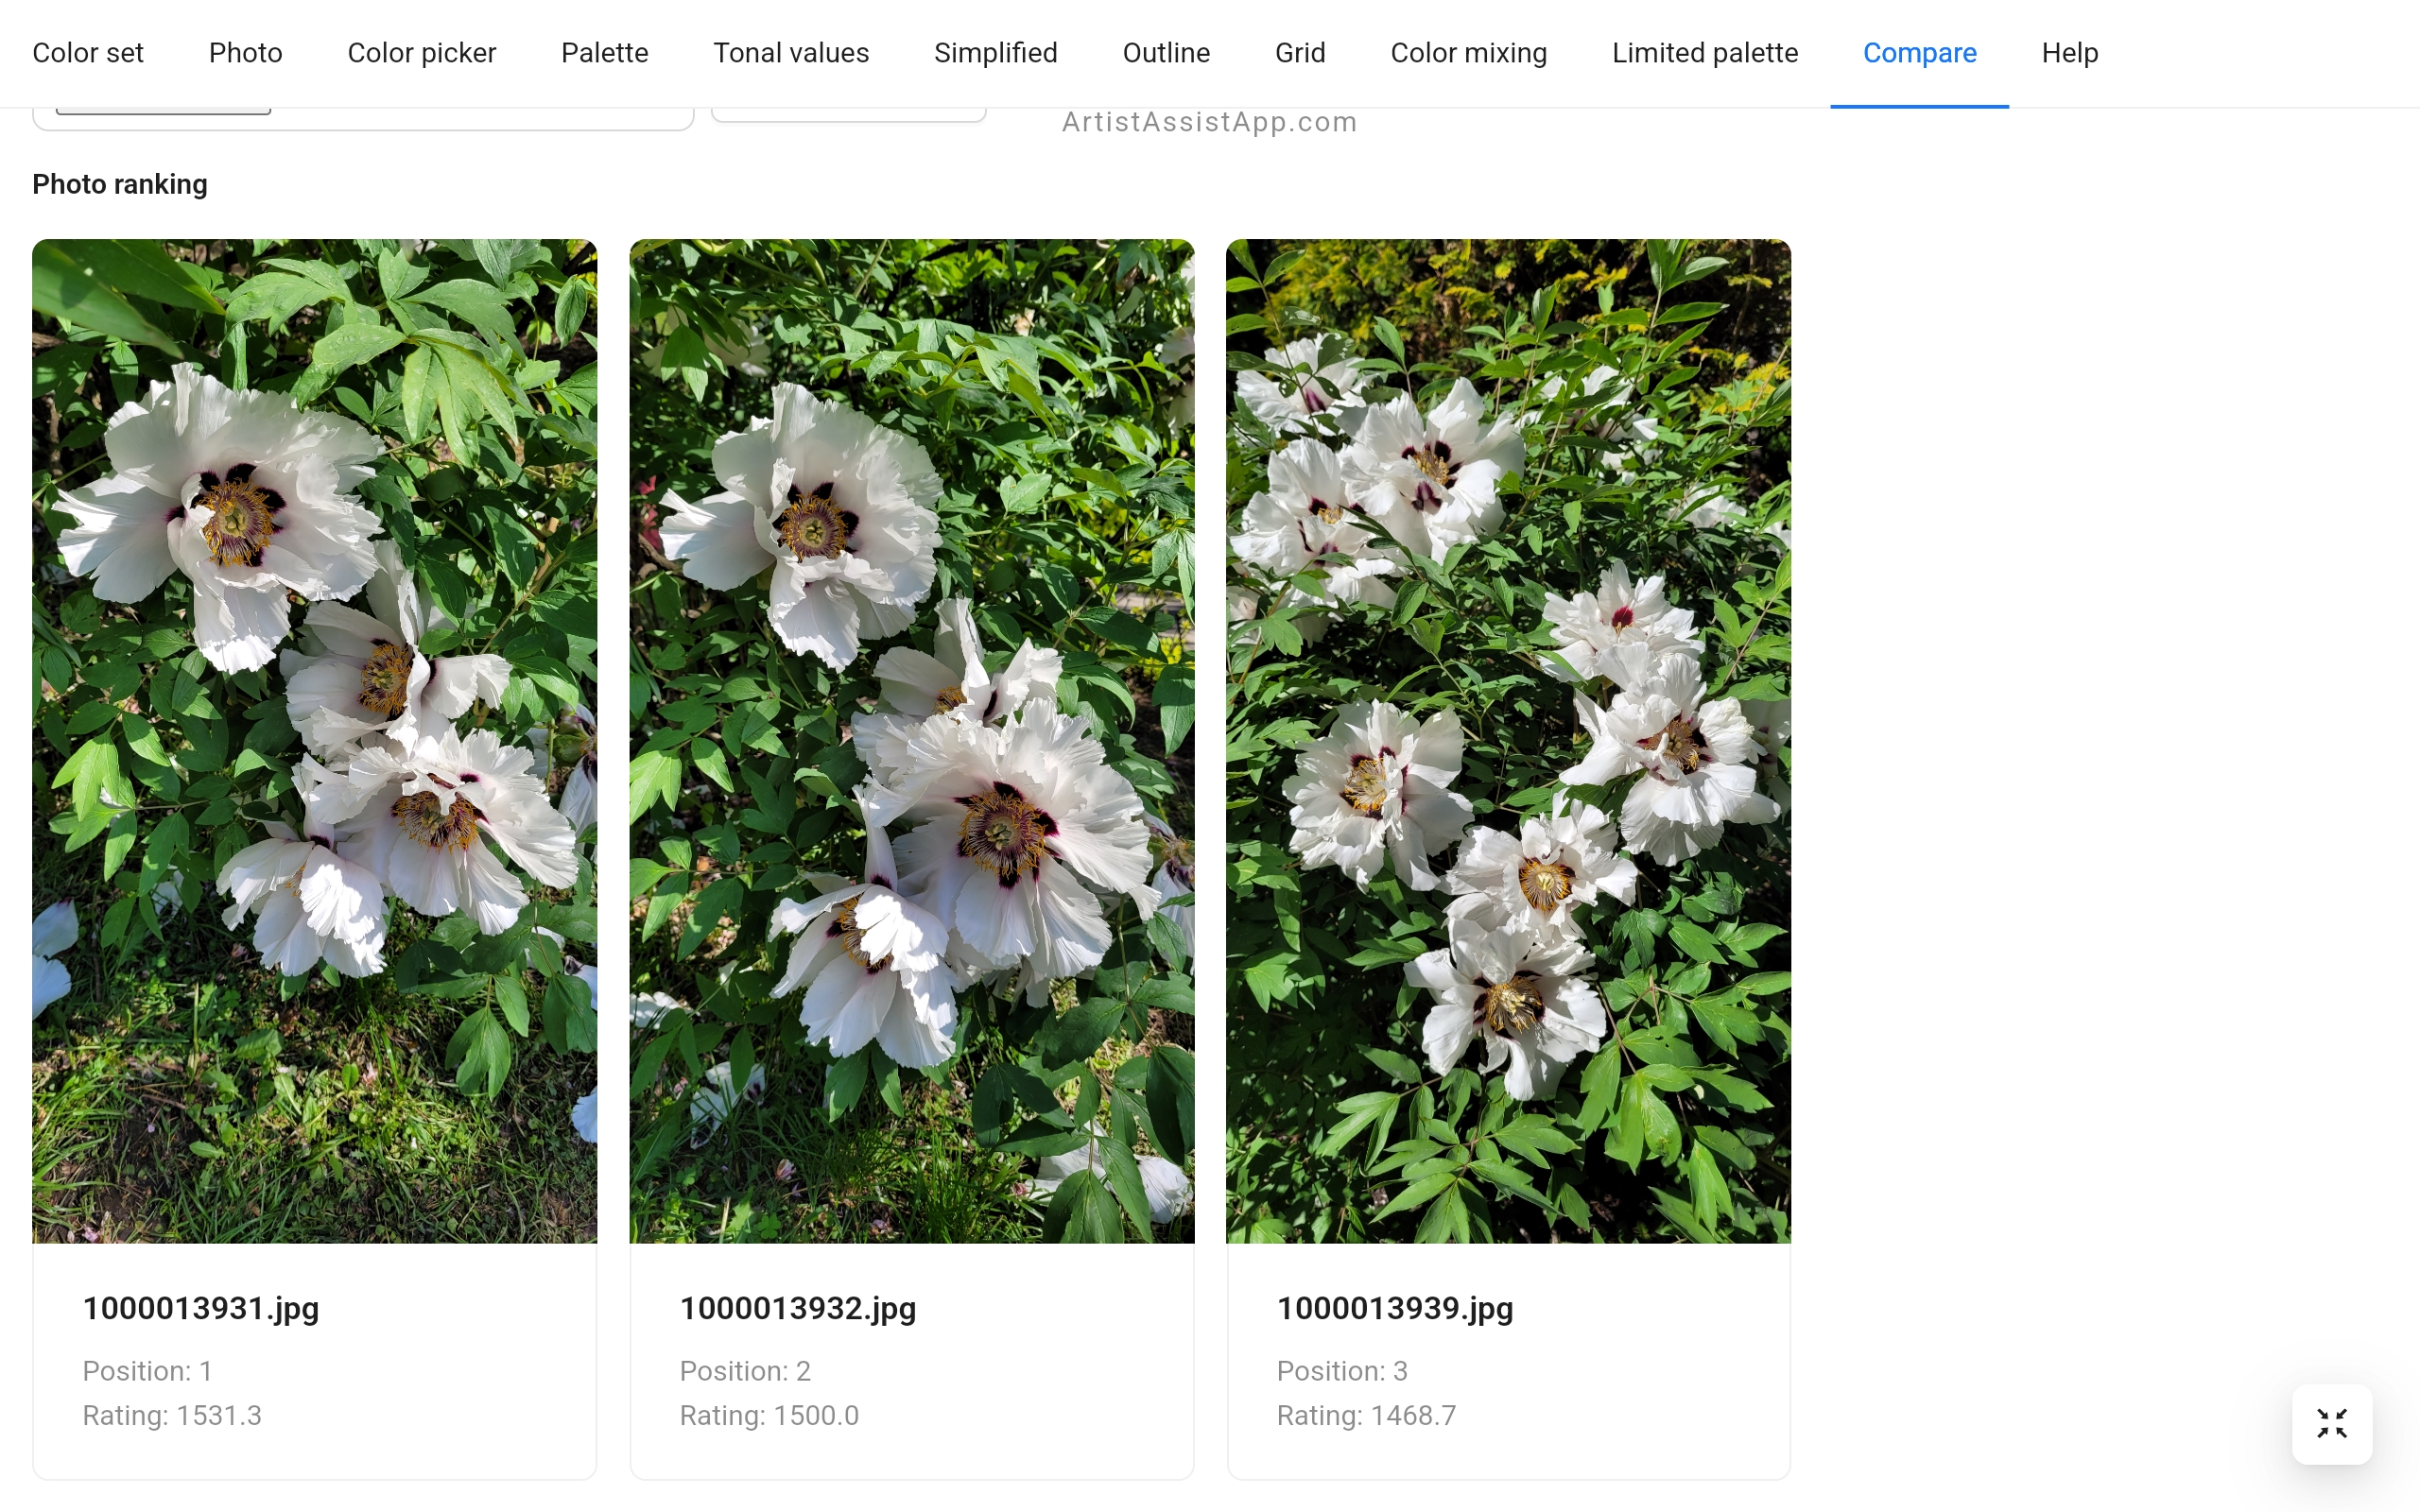 Color set Photo Color picker Palette Tonal values Simplified Outline Grid Color mixing Limited palette Compare Help
ArtistAssistApp.com
Photo ranking
1000013931.jpg
Position: 1
Rating: 1531.3
1000013932.jpg
Position: 2
Rating: 1500.0
1000013939.jpg
Position: 3
Rating: 1468.7